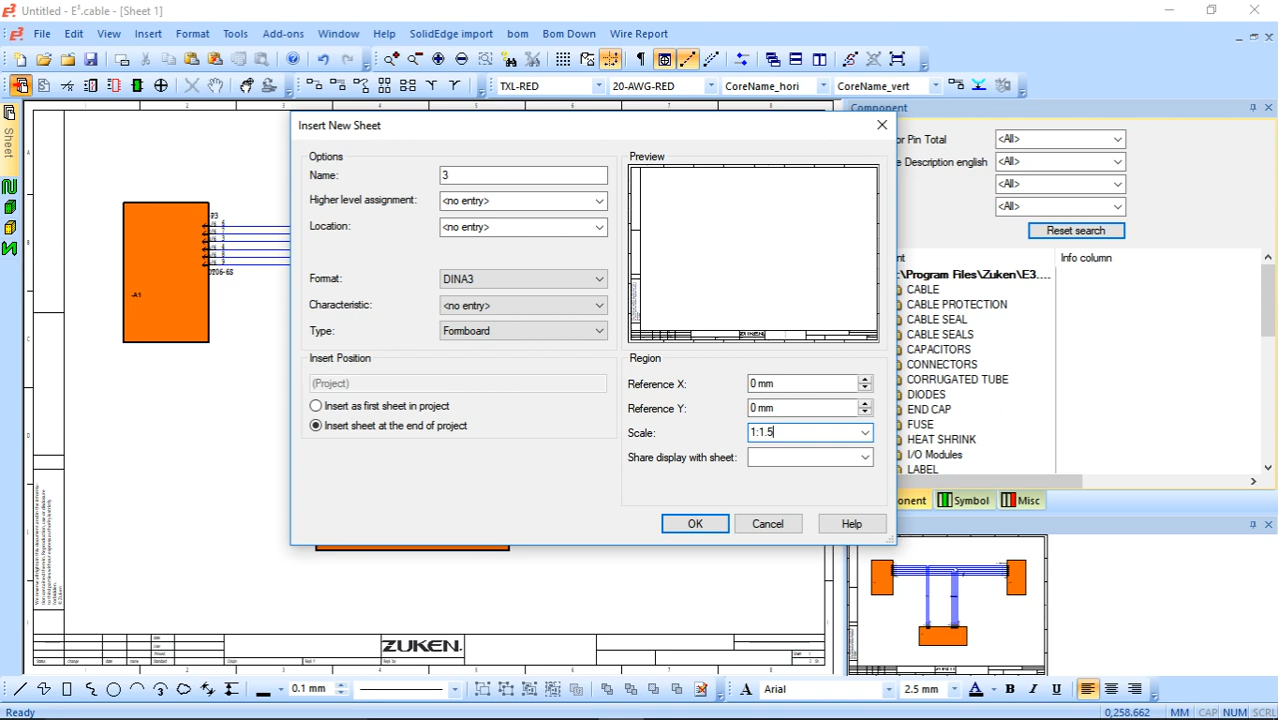 Untitled - E³.cable - [Sheet 1]
File Edit View Insert Format Tools Add-ons Window Help SolidEdge import bom Bom Down Wire Report
TXL-RED 20-AWG-RED CoreName_hori CoreName_vert
Sheet
P3
-A1
ZUKEN.
Insert New Sheet
Options
Name: 3
Higher level assignment: <no entry>
Location: <no entry>
Format: DINA3
Characteristic: <no entry>
Type: Formboard
Insert Position
(Project)
Insert as first sheet in project
Insert sheet at the end of project
Preview
ZUKEN.
Region
Reference X: 0 mm
Reference Y: 0 mm
Scale: 1:1.5
Share display with sheet:
OK Cancel Help
Component
or Pin Total <All>
e Description english <All>
<All>
<All>
Reset search
nt Info column
:\Program Files/Zuken\E3....
CABLE
CABLE PROTECTION
CABLE SEAL
CABLE SEALS
CAPACITORS
CONNECTORS
CORRUGATED TUBE
DIODES
END CAP
FUSE
HEAT SHRINK
I/O Modules
LABEL
onent Symbol Misc
0.1 mm Arial 2.5 mm B I U
Ready 0,258.662 MM CAP NUM SCRL